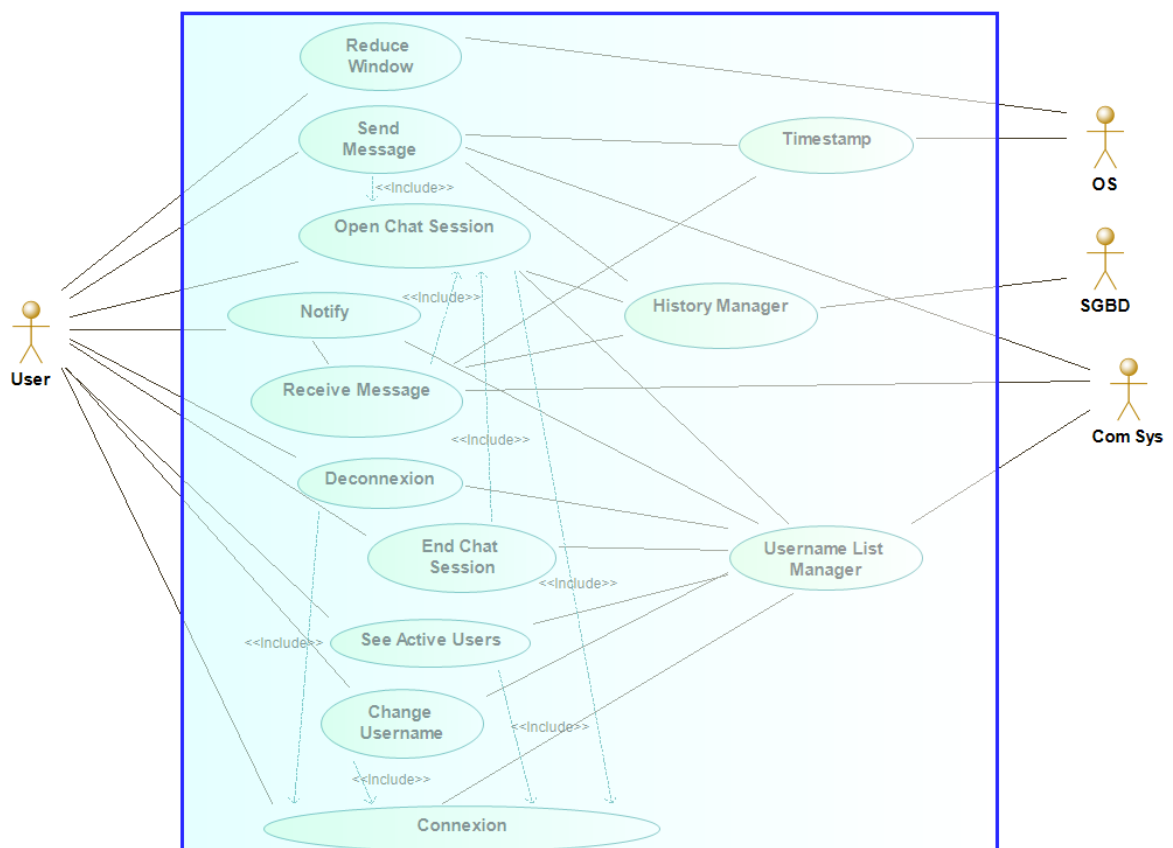 Reduce
Window
Send
Message
Timestamp
OS
<<Include>>
Open Chat Session
SGBD
<<Include>>
Notify
History Manager
User
Receive Message
Com Sys
<<Include>>
Deconnexion
End Chat
Session
Username List
Manager
<<Include>>
See Active Users
<<Include>>
Change
Username
<<Include>>
<<Include>>
Connexion